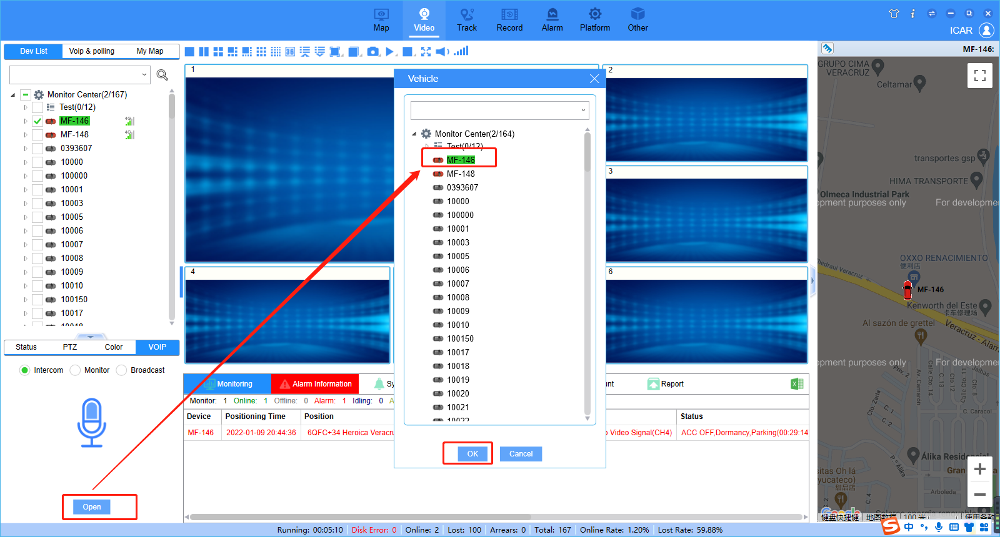 Map
Video
Track
Record
Alarm
Platform
Other
ICAR
Dev List
Voip & polling
My Map
Monitor Center(2/167)
Test(0/12)
MF-146
4G
MF-148
4G
0393607
10000
100000
10001
10003
10005
10006
10007
10008
10009
10010
100150
10017
10018
Status
PTZ
Color
VOIP
Intercom
Monitor
Broadcast
Open
36
1
2
3
4
6
Vehicle
Monitor Center(2/164)
Test(0/12)
MF-146
MF-148
0393607
10000
100000
10001
10003
10005
10006
10007
10008
10009
10010
100150
10017
10018
10019
10020
10021
10022
OK
Cancel
Monitoring
Alarm Information
Sy
nt
Report
Monitor: 1 Online: 1 Offline: 0 Alarm: 1 Idling: 0 A
Device
Positioning Time
Position
Status
MF-146
2022-01-09 20:44:36
6QFC+34 Heroica Veracru
Video Signal(CH4)
ACC OFF,Dormancy,Parking(00:29:14)
MF-146:
GRUPO CIMA
VERACRUZ
Celtamar
transportes gsp
HIMA TRANSPORTE
Olmeca Industrial Park
opment purposes only
For developme
OXXO RENACIMIENTO
便利店
Chedraui Veracruz
MF-146
Kenworth del Este
卡车修理场
Al sazón de grettel
Veracruz - Alam
opment purposes only
For developme
Priv. 2
Av. Camarón
Calle Cto. 14
Cto. 13
Cto. 12
Calle Cto. 11
Cto. 8
Jaibas
Cto. Zaría
C. 1
C. 2
C. Caracol
P.º Álika
Álika Residencial
Gran
sitas Oh lá
yucateco)
甜品店
Arboleda
C. 2
C. 4
Google
键盘快捷键
地图数据
100 米
使用条款
中
Running: 00:05:10
Disk Error: 0
Online: 2
Lost: 100
Arrears: 0
Total: 167
Online Rate: 1.20%
Lost Rate: 59.88%